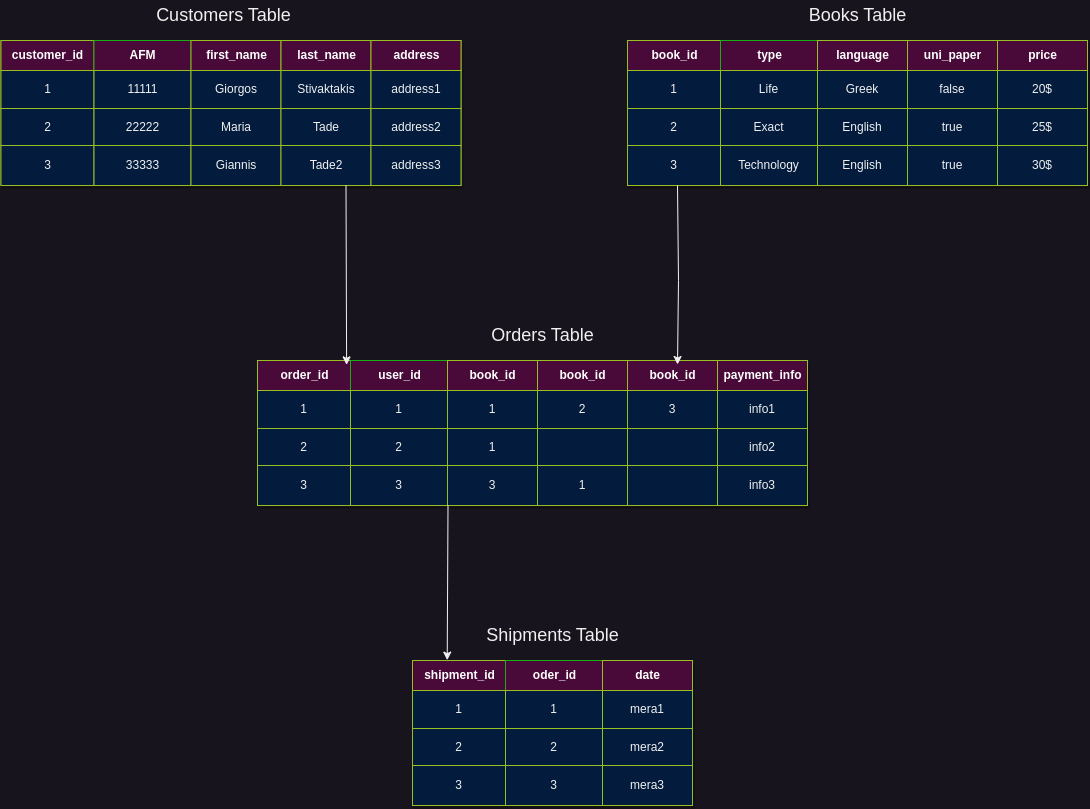 Customers Table
customer_id AFM first_name last_name address
1 11111 Giorgos Stivaktakis address1
2 22222 Maria Tade address2
3 33333 Giannis Tade2 address3
Books Table
book_id type language uni_paper price
1 Life Greek false 20$
2 Exact English true 25$
3 Technology English true 30$
Orders Table
order_id user_id book_id book_id book_id payment_info
1 1 1 2 3 info1
2 2 1 info2
3 3 3 1 info3
Shipments Table
shipment_id oder_id date
1 1 mera1
2 2 mera2
3 3 mera3